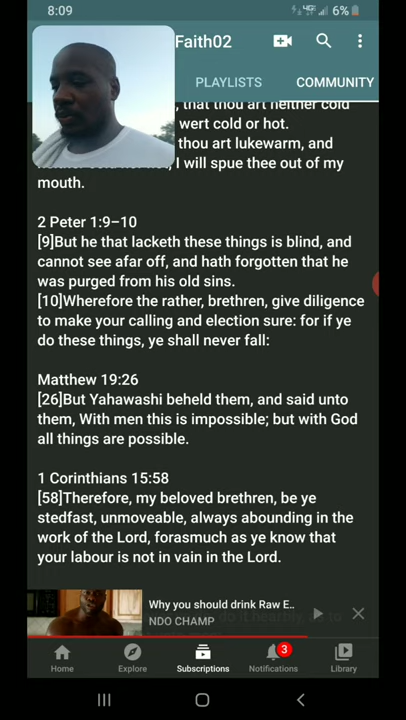 8:09
4G
6%
Faith02
PLAYLISTS
COMMUNITY
, that thou art neither cold
wert cold or hot.
thou art lukewarm, and
, I will spue thee out of my
mouth.
2 Peter 1:9–10
[9]But he that lacketh these things is blind, and
cannot see afar off, and hath forgotten that he
was purged from his old sins.
[10]Wherefore the rather, brethren, give diligence
to make your calling and election sure: for if ye
do these things, ye shall never fall:
Matthew 19:26
[26]But Yahawashi beheld them, and said unto
them, With men this is impossible; but with God
all things are possible.
1 Corinthians 15:58
[58]Therefore, my beloved brethren, be ye
stedfast, unmoveable, always abounding in the
work of the Lord, forasmuch as ye know that
your labour is not in vain in the Lord.
Why you should drink Raw E..
NDO CHAMP
do it heartily, as to
3
Home
Explore
Subscriptions
Notifications
Library